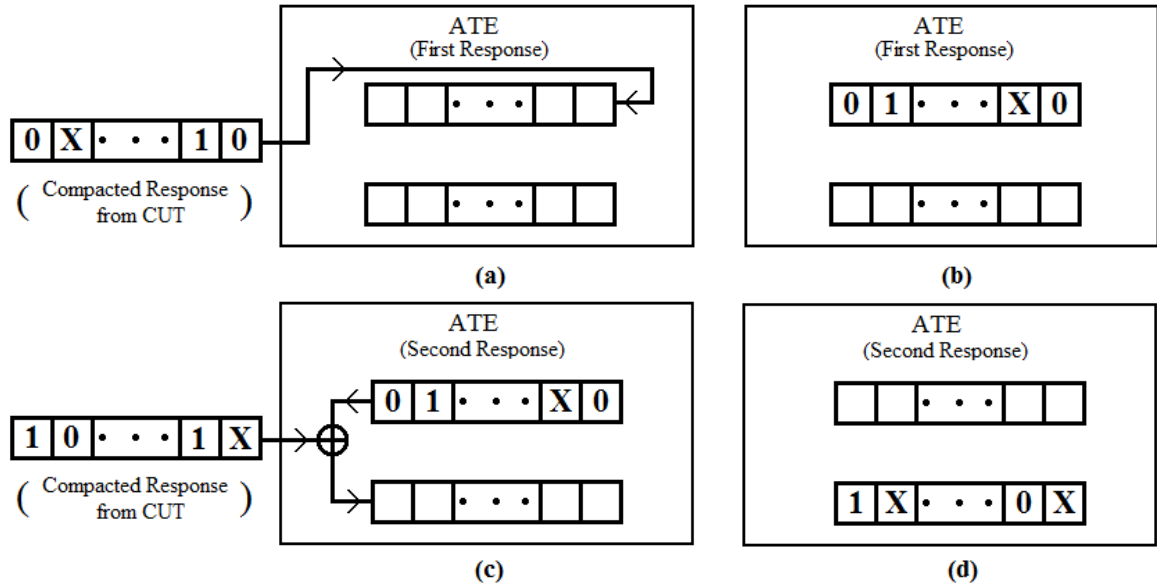 ATE
(First Response)
0 X • • • 1 0
( Compacted Response from CUT )
(a)
ATE
(First Response)
0 1 • • • X 0
(b)
ATE
(Second Response)
0 1 • • • X 0
1 0 • • • 1 X
( Compacted Response from CUT )
(c)
ATE
(Second Response)
1 X • • • 0 X
(d)